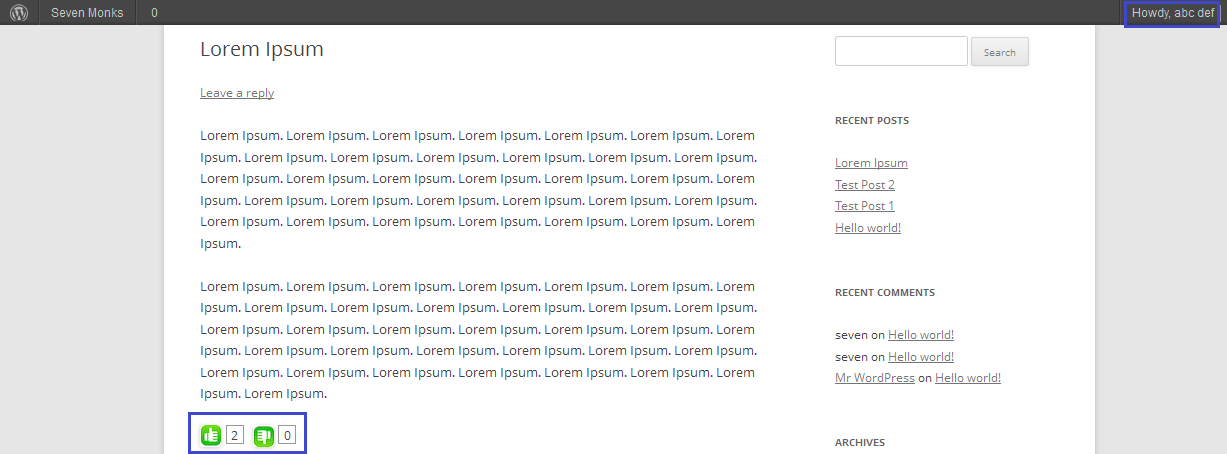 Seven Monks 0 Howdy, abc def
Lorem Ipsum
Leave a reply
Lorem Ipsum. Lorem Ipsum. Lorem Ipsum. Lorem Ipsum. Lorem Ipsum. Lorem Ipsum. Lorem
Ipsum. Lorem Ipsum. Lorem Ipsum. Lorem Ipsum. Lorem Ipsum. Lorem Ipsum. Lorem Ipsum.
Lorem Ipsum. Lorem Ipsum. Lorem Ipsum. Lorem Ipsum. Lorem Ipsum. Lorem Ipsum. Lorem
Ipsum. Lorem Ipsum. Lorem Ipsum. Lorem Ipsum. Lorem Ipsum. Lorem Ipsum. Lorem Ipsum.
Lorem Ipsum. Lorem Ipsum. Lorem Ipsum. Lorem Ipsum. Lorem Ipsum. Lorem Ipsum. Lorem
Ipsum.
Lorem Ipsum. Lorem Ipsum. Lorem Ipsum. Lorem Ipsum. Lorem Ipsum. Lorem Ipsum. Lorem
Ipsum. Lorem Ipsum. Lorem Ipsum. Lorem Ipsum. Lorem Ipsum. Lorem Ipsum. Lorem Ipsum.
Lorem Ipsum. Lorem Ipsum. Lorem Ipsum. Lorem Ipsum. Lorem Ipsum. Lorem Ipsum. Lorem
Ipsum. Lorem Ipsum. Lorem Ipsum. Lorem Ipsum. Lorem Ipsum. Lorem Ipsum. Lorem Ipsum.
Lorem Ipsum. Lorem Ipsum. Lorem Ipsum. Lorem Ipsum. Lorem Ipsum. Lorem Ipsum. Lorem
Ipsum. Lorem Ipsum.
2 0
Search
RECENT POSTS
Lorem Ipsum
Test Post 2
Test Post 1
Hello world!
RECENT COMMENTS
seven on Hello world!
seven on Hello world!
Mr WordPress on Hello world!
ARCHIVES